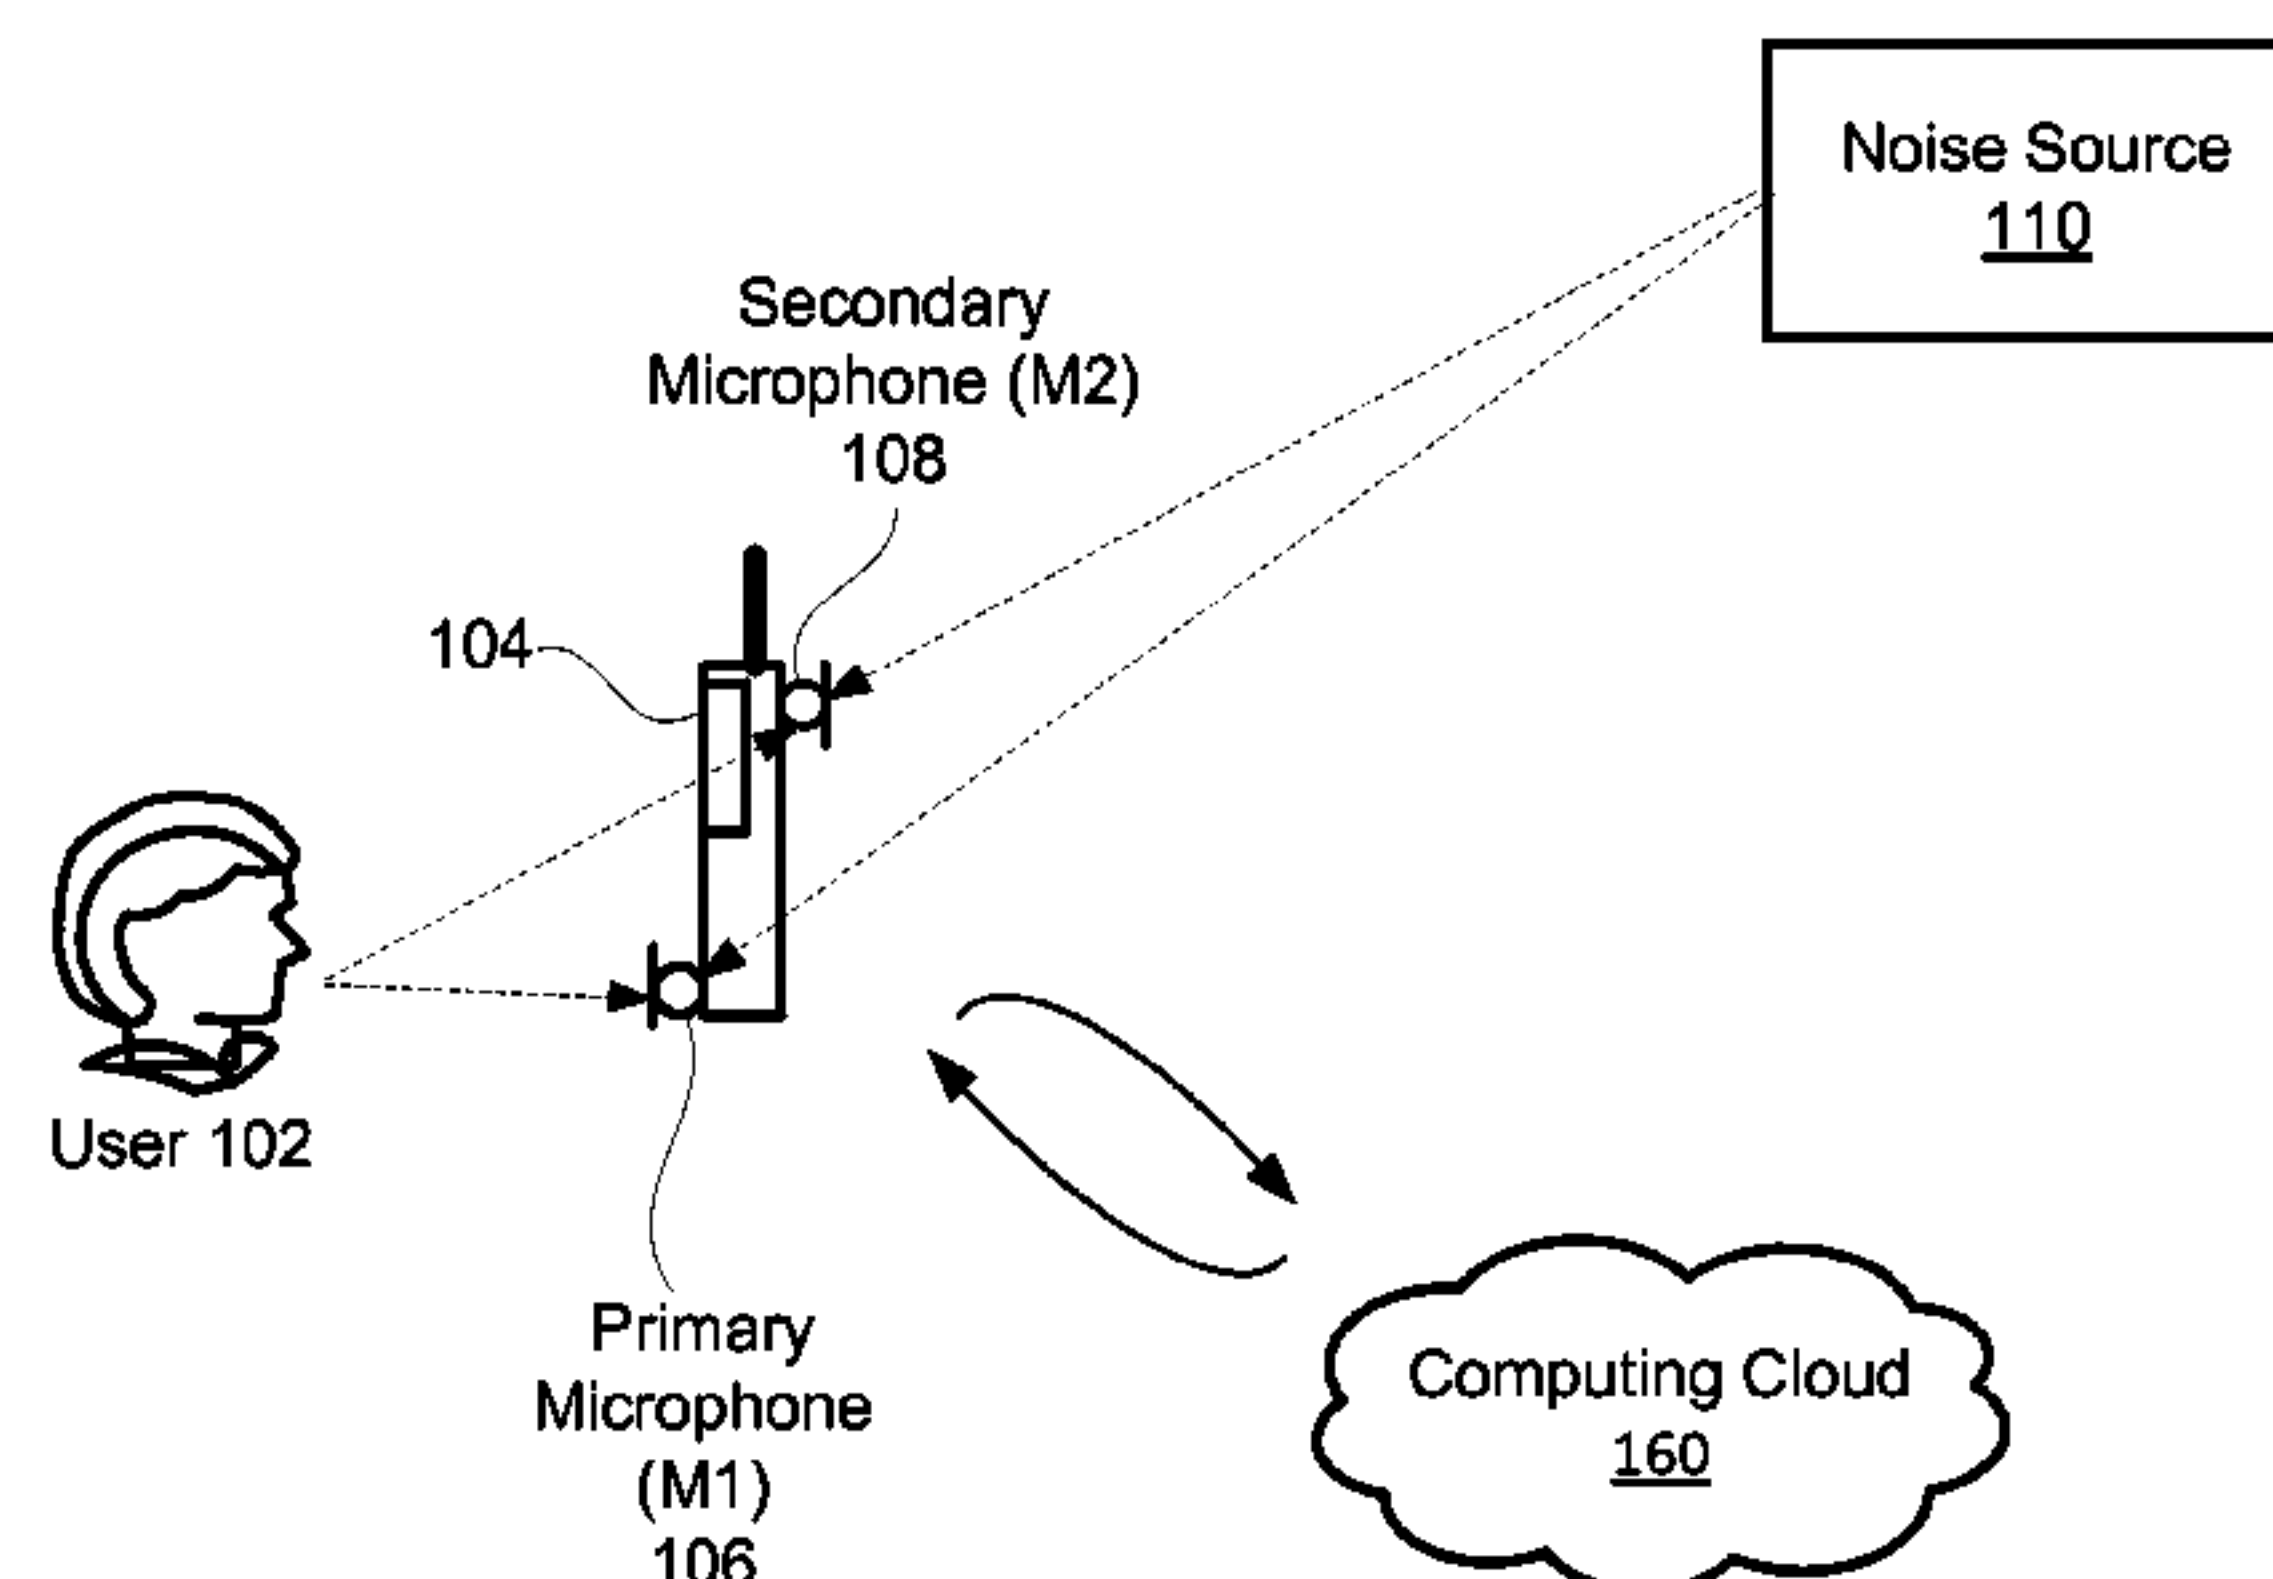 Noise Source
110
Secondary
Microphone (M2)
108
104
User 102
Primary
Microphone
(M1)
106
Computing Cloud
160